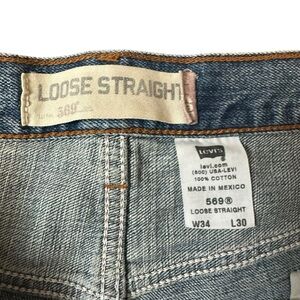 LOOSE STRAIGHT
569
LEVI'S
levi.com
(800) USA-LEVI
100% COTTON
MADE IN MEXICO
569®
LOOSE STRAIGHT
W34 L30